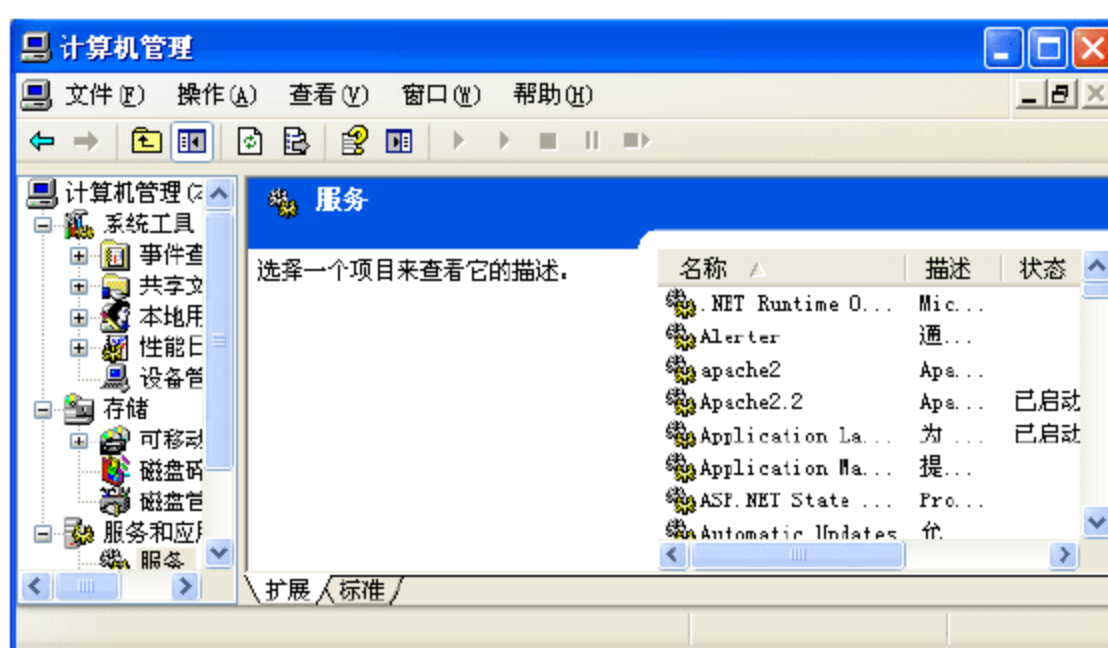 计算机管理
文件(F) 操作(A) 查看(V) 窗口(W) 帮助(H)
计算机管理(
系统工具
事件查
共享文
本地用
性能日
设备管
存储
可移动
磁盘碎
磁盘管
服务和应用
服务
服务
选择一个项目来查看它的描述。
名称 描述 状态
.NET Runtime O... Mic...
Alerter 通...
apache2 Apa...
Apache2.2 Apa... 已启动
Application La... 为 ... 已启动
Application Ma... 提...
ASP.NET State ... Pro...
Automatic Updates 允
扩展 标准